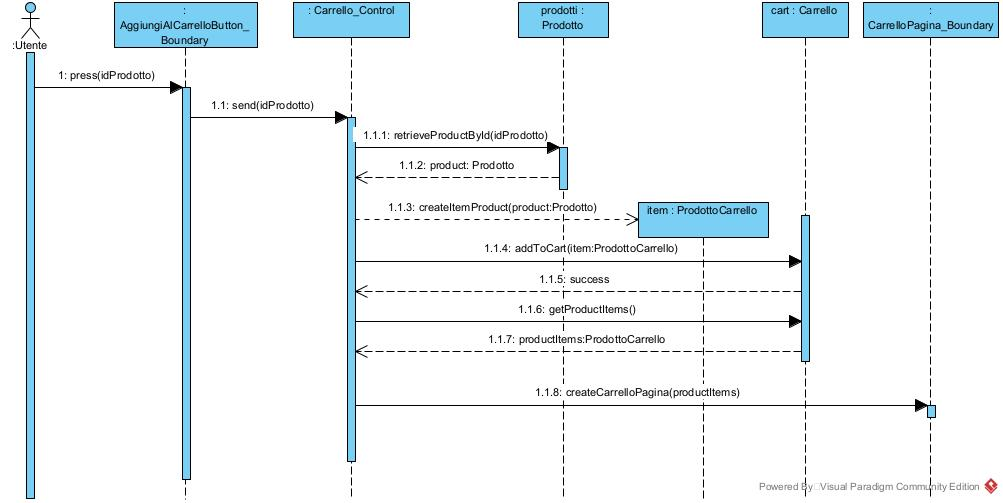 :Utente
:
AggiungiAlCarrelloButton_
Boundary
: Carrello_Control
prodotti :
Prodotto
cart : Carrello
:
CarrelloPagina_Boundary
1: press(idProdotto)
1.1: send(idProdotto)
1.1.1: retrieveProductById(idProdotto)
1.1.2: product: Prodotto
1.1.3: createItemProduct(product:Prodotto)
item : ProdottoCarrello
1.1.4: addToCart(item:ProdottoCarrello)
1.1.5: success
1.1.6: getProductItems()
1.1.7: productItems:ProdottoCarrello
1.1.8: createCarrelloPagina(productItems)
Powered By Visual Paradigm Community Edition